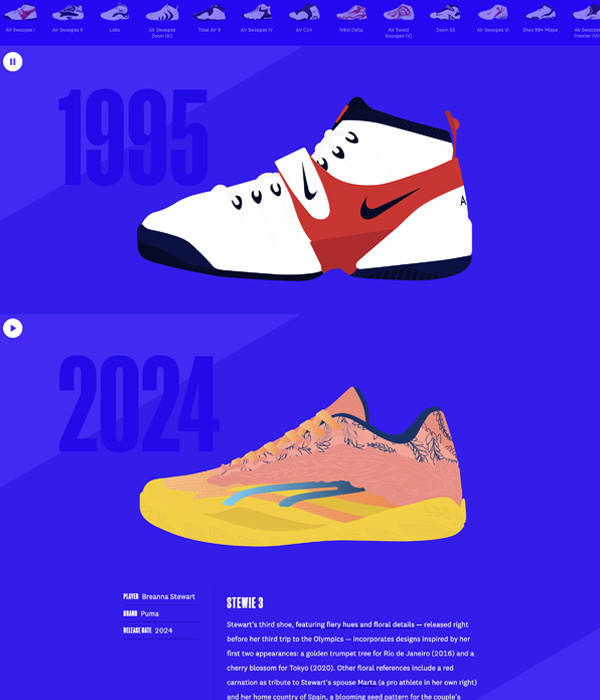 Air Swoopes I
Air Swoopes II
Lobo
Air Swoopes
Zoom (III)
Total Air 9
Air Swoopes IV
Air C14
Nikki Delta
Air Tuned
Swoopes (V)
Zoom S5
Air Swoopes VI
Shox BB4 Mique
Air Swoopes
Premier (VII)
1995
A
2024
PLAYER Breanna Stewart
BRAND Puma
RELEASE DATE 2024
STEWIE 3
Stewart's third shoe, featuring fiery hues and floral details — released right
before her third trip to the Olympics — incorporates designs inspired by her
first two appearances: a golden trumpet tree for Rio de Janeiro (2016) and a
cherry blossom for Tokyo (2020). Other floral references include a red
carnation as tribute to Stewart's spouse Marta (a pro athlete in her own right)
and her home country of Spain, a blooming seed pattern for the couple's